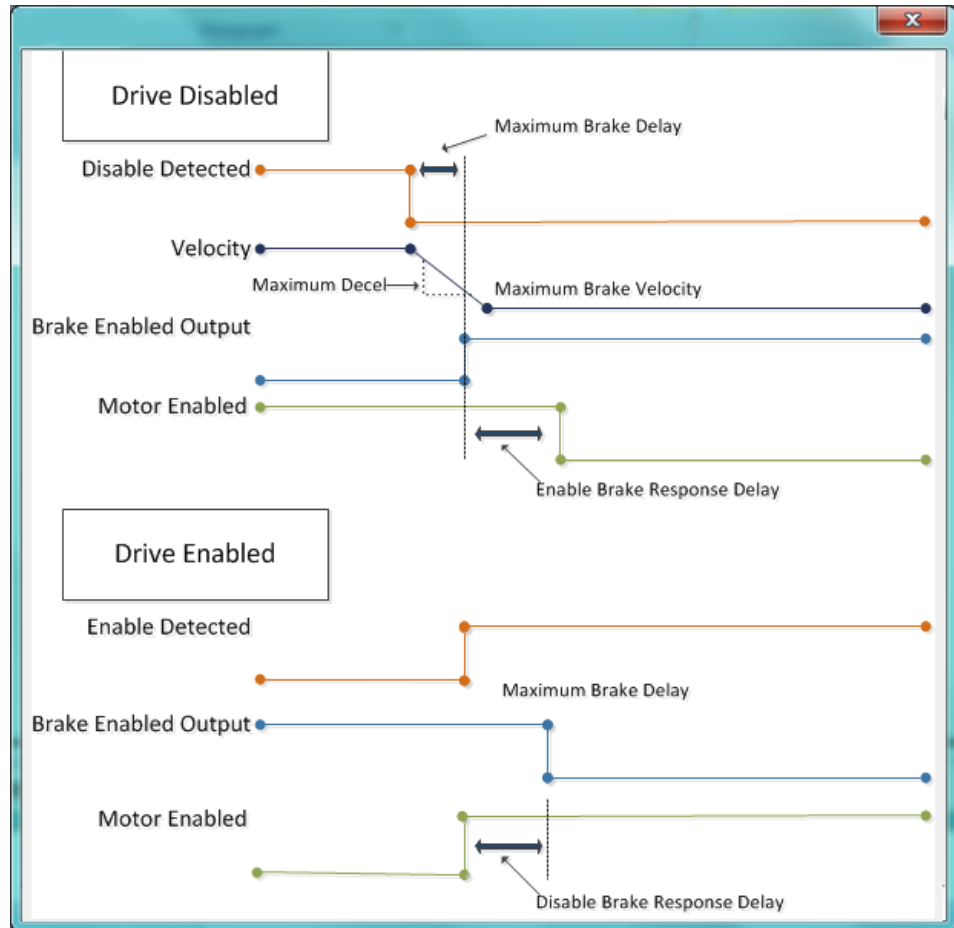 Drive Disabled
Maximum Brake Delay
Disable Detected
Velocity
Maximum Decel
Maximum Brake Velocity
Brake Enabled Output
Motor Enabled
Enable Brake Response Delay
Drive Enabled
Enable Detected
Maximum Brake Delay
Brake Enabled Output
Motor Enabled
Disable Brake Response Delay